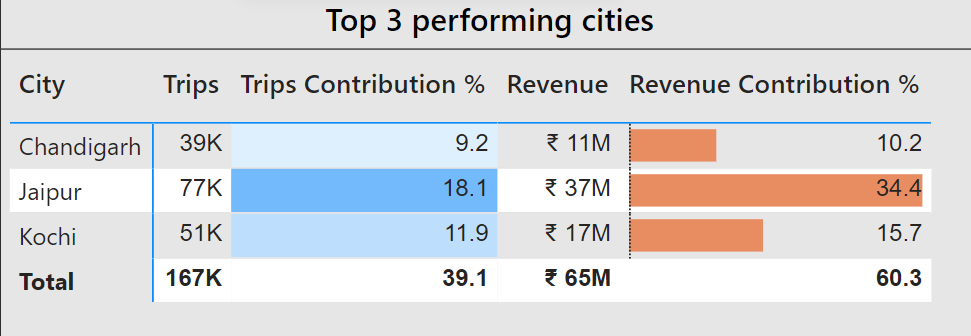 Top 3 performing cities
City Trips Trips Contribution % Revenue Revenue Contribution %
Chandigarh 39K 9.2 ₹ 11M 10.2
Jaipur 77K 18.1 ₹ 37M 34.4
Kochi 51K 11.9 ₹ 17M 15.7
Total 167K 39.1 ₹ 65M 60.3